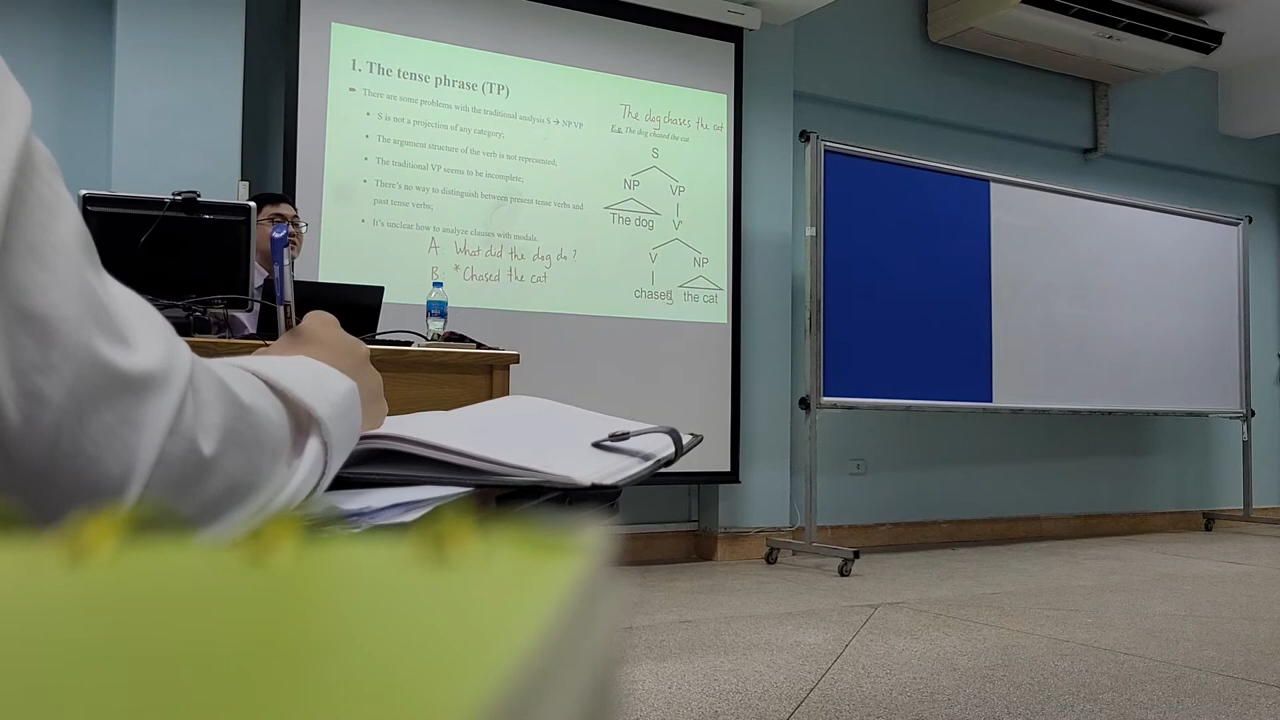 1. The tense phrase (TP)
There are some problems with the traditional analysis S → NP VP
S is not a projection of any category;
The argument structure of the verb is not represented;
The traditional VP seems to be incomplete;
There's no way to distinguish between present tense verbs and
past tense verbs;
It's unclear how to analyze clauses with modals.
A: What did the dog do?
B: *Chased the cat
The dog chases the cat
E.g. The dog chased the cat
S
NP VP
The dog V'
V NP
chased the cat